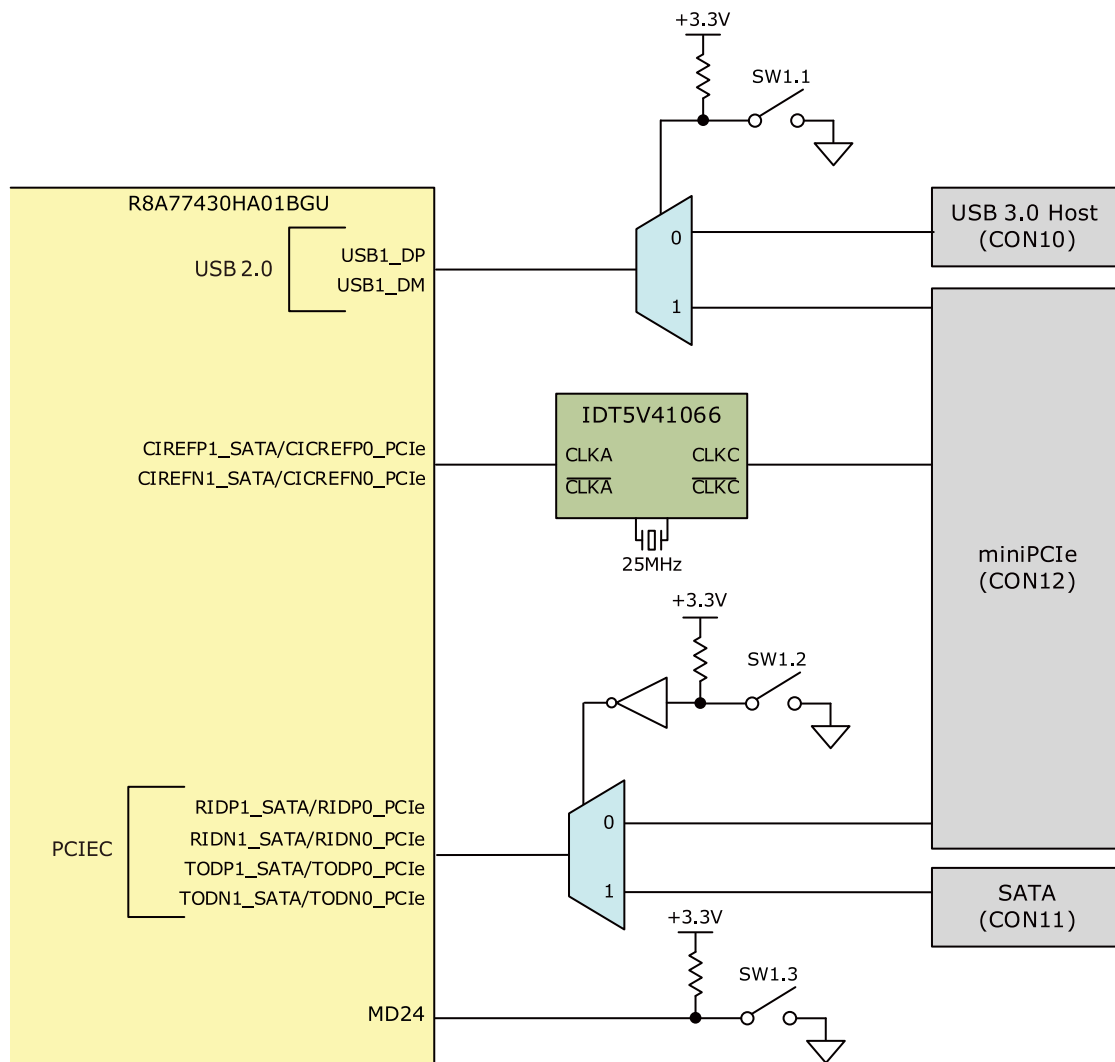 +3.3V
SW1.1
R8A77430HA01BGU
USB 2.0
USB1_DP
USB1_DM
0
1
USB 3.0 Host
(CON10)
CIREFP1_SATA/CICREFP0_PCIe
CIREFN1_SATA/CICREFN0_PCIe
IDT5V41066
CLKA
CLKC
CLKA
CLKC
25MHz
miniPCIe
(CON12)
+3.3V
SW1.2
PCIEC
RIDP1_SATA/RIDP0_PCIe
RIDN1_SATA/RIDN0_PCIe
TODP1_SATA/TODP0_PCIe
TODN1_SATA/TODN0_PCIe
0
1
SATA
(CON11)
+3.3V
SW1.3
MD24